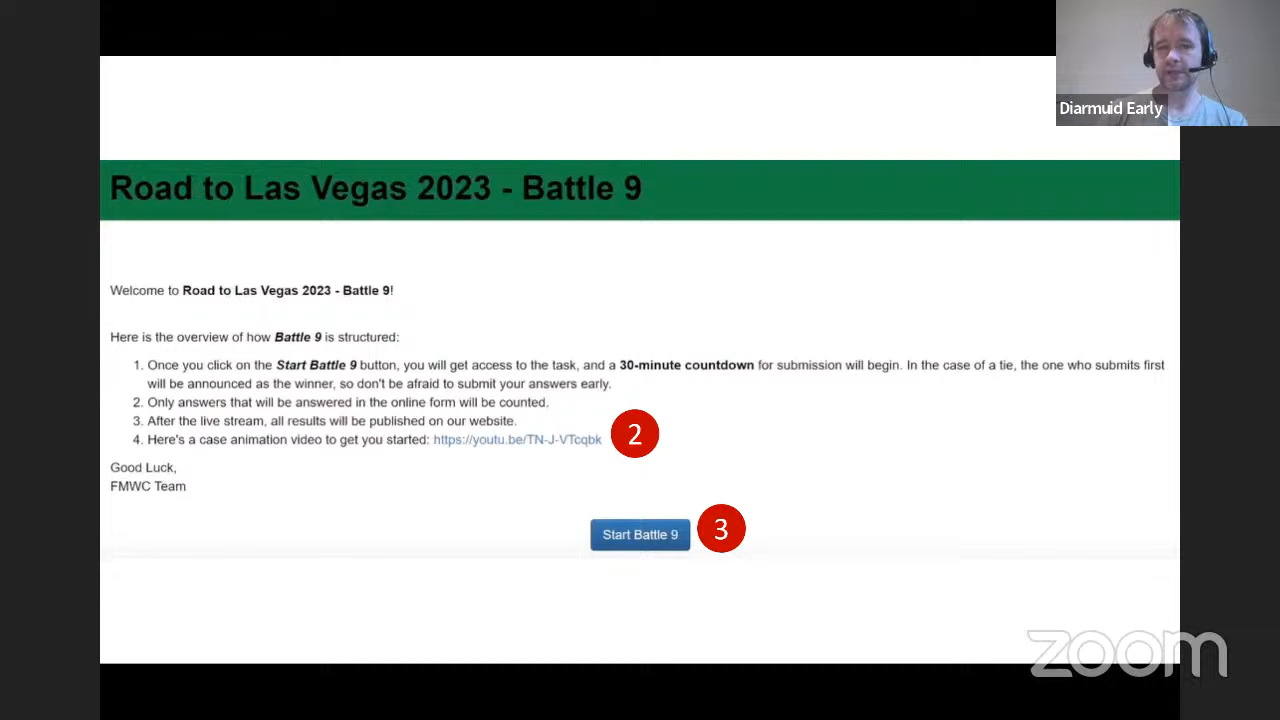 Diarmuid Early
Road to Las Vegas 2023 - Battle 9
Welcome to Road to Las Vegas 2023 - Battle 9!
Here is the overview of how Battle 9 is structured:
1. Once you click on the Start Battle 9 button, you will get access to the task, and a 30-minute countdown for submission will begin. In the case of a tie, the one who submits first
will be announced as the winner, so don't be afraid to submit your answers early.
2. Only answers that will be answered in the online form will be counted.
3. After the live stream, all results will be published on our website.
4. Here's a case animation video to get you started: https://youtu.be/TN-J-VTcqbk
2
Good Luck,
FMWC Team
Start Battle 9
3
zoom